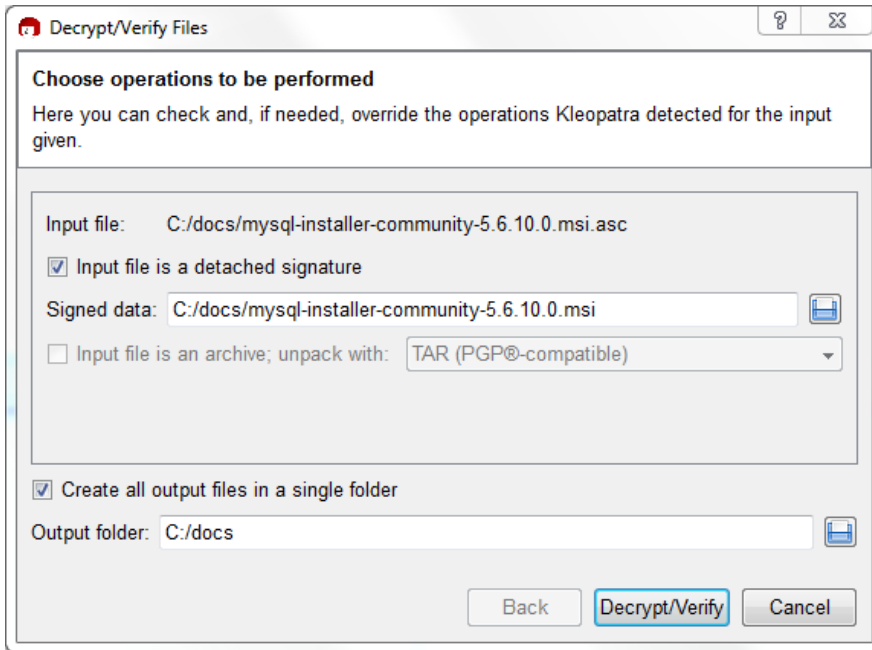 Decrypt/Verify Files
Choose operations to be performed
Here you can check and, if needed, override the operations Kleopatra detected for the input
given.
Input file: C:/docs/mysql-installer-community-5.6.10.0.msi.asc
Input file is a detached signature
Signed data: C:/docs/mysql-installer-community-5.6.10.0.msi
Input file is an archive; unpack with: TAR (PGP®-compatible)
Create all output files in a single folder
Output folder: C:/docs
Back Decrypt/Verify Cancel